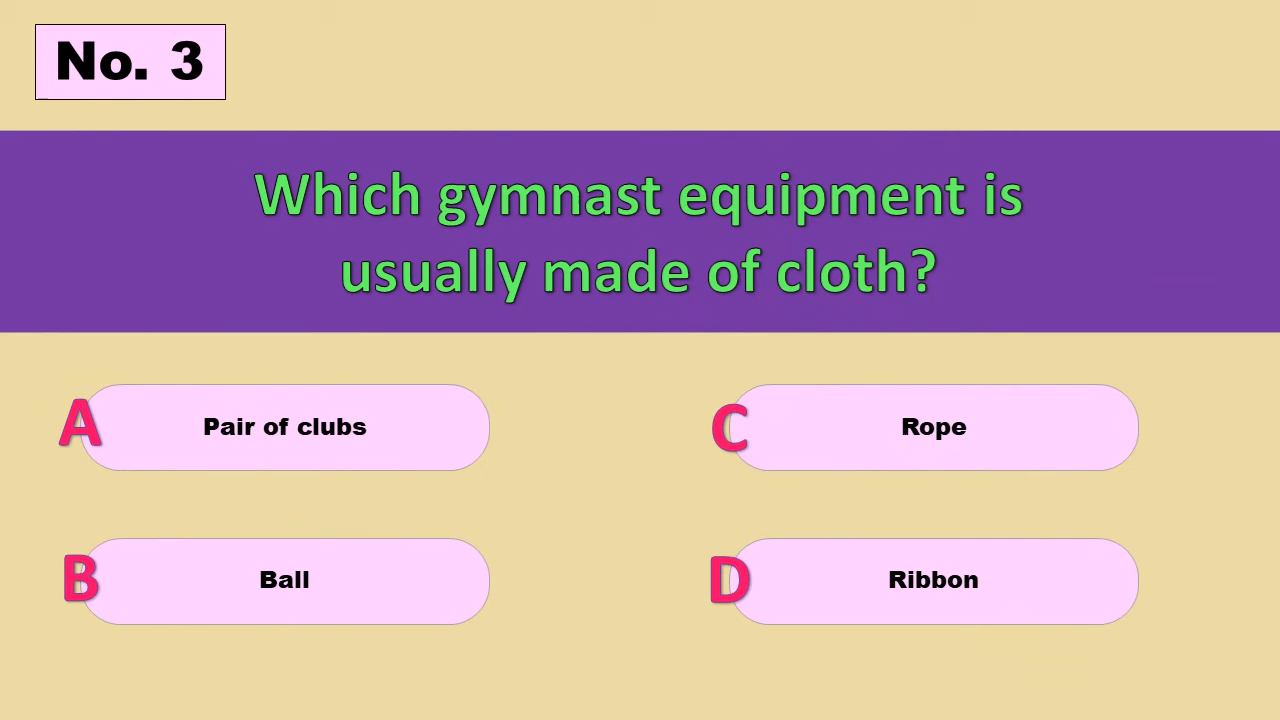 No. 3
Which gymnast equipment is
usually made of cloth?
A Pair of clubs
B Ball
C Rope
D Ribbon